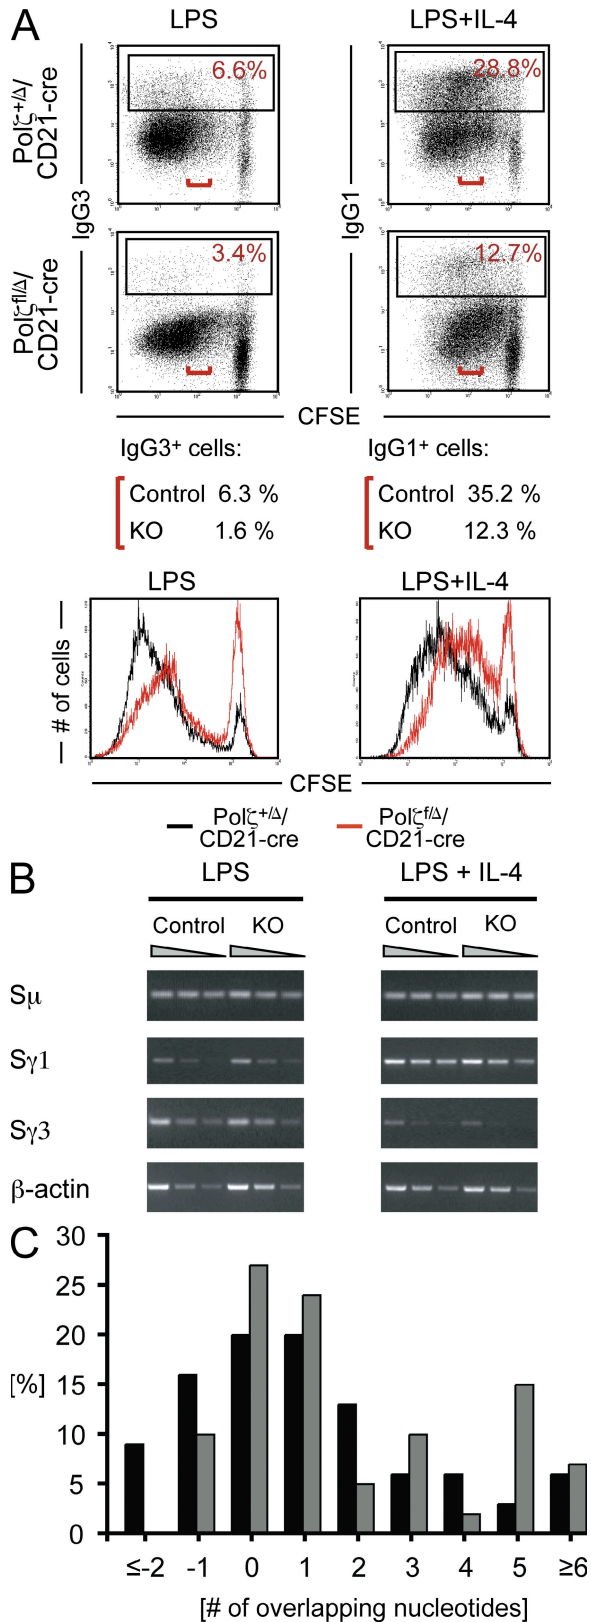 A
LPS
LPS+IL-4
Polζ+/Δ/
CD21-cre
6.6%
28.8%
IgG3
IgG1
Polζfl/Δ/
CD21-cre
3.4%
12.7%
CFSE
IgG3+ cells:
IgG1+ cells:
Control 6.3 %
Control 35.2 %
KO 1.6 %
KO 12.3 %
LPS
LPS+IL-4
# of cells
CFSE
Polζ+/Δ/
CD21-cre
Polζf/Δ/
CD21-cre
B
LPS
LPS + IL-4
Control KO
Control KO
Sμ
Sγ1
Sγ3
β-actin
C
30
25
20
[%]
15
10
5
0
≤-2 -1 0 1 2 3 4 5 ≥6
[# of overlapping nucleotides]